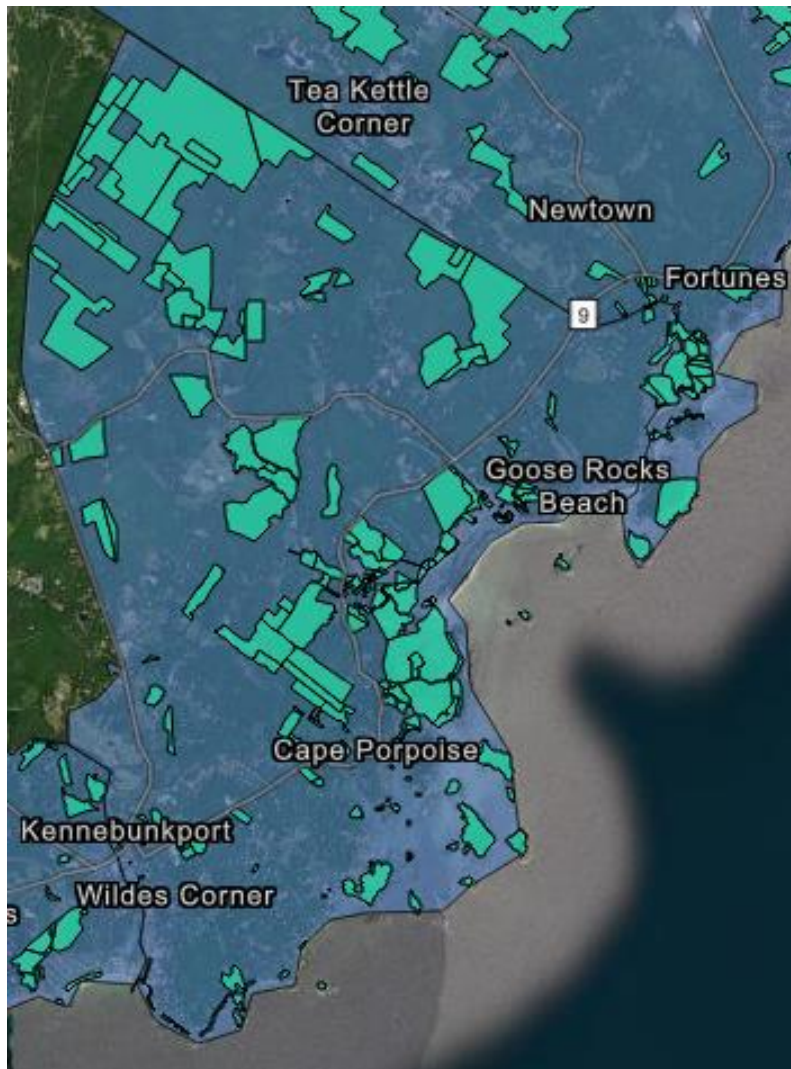 Tea Kettle
Corner
Newtown
Fortunes
9
Goose Rocks
Beach
Cape Porpoise
Kennebunkport
Wildes Corner
s